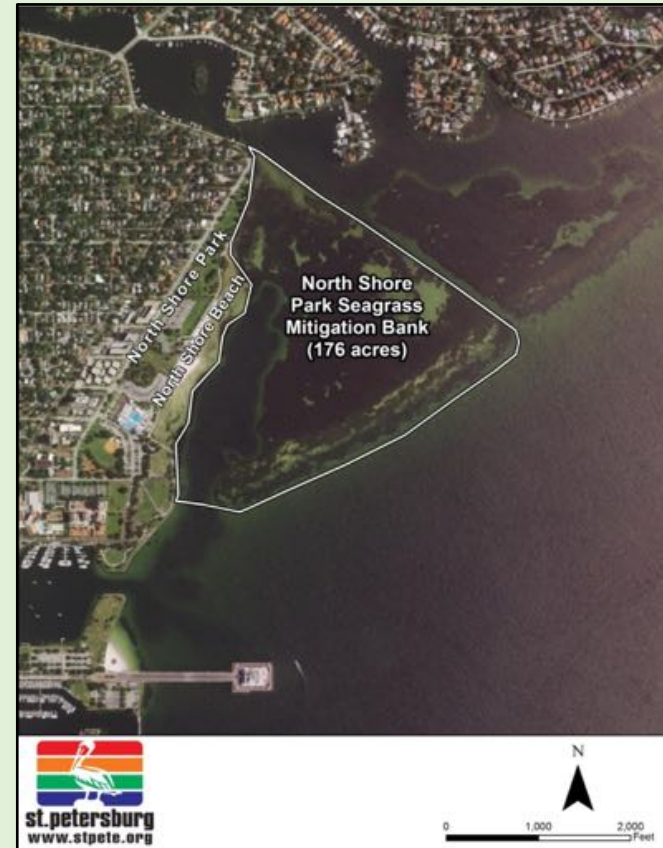 North Shore Park
North Shore Beach
North Shore
Park Seagrass
Mitigation Bank
(176 acres)
st.petersburg
www.stpete.org
N
0 1,000 2,000
Feet